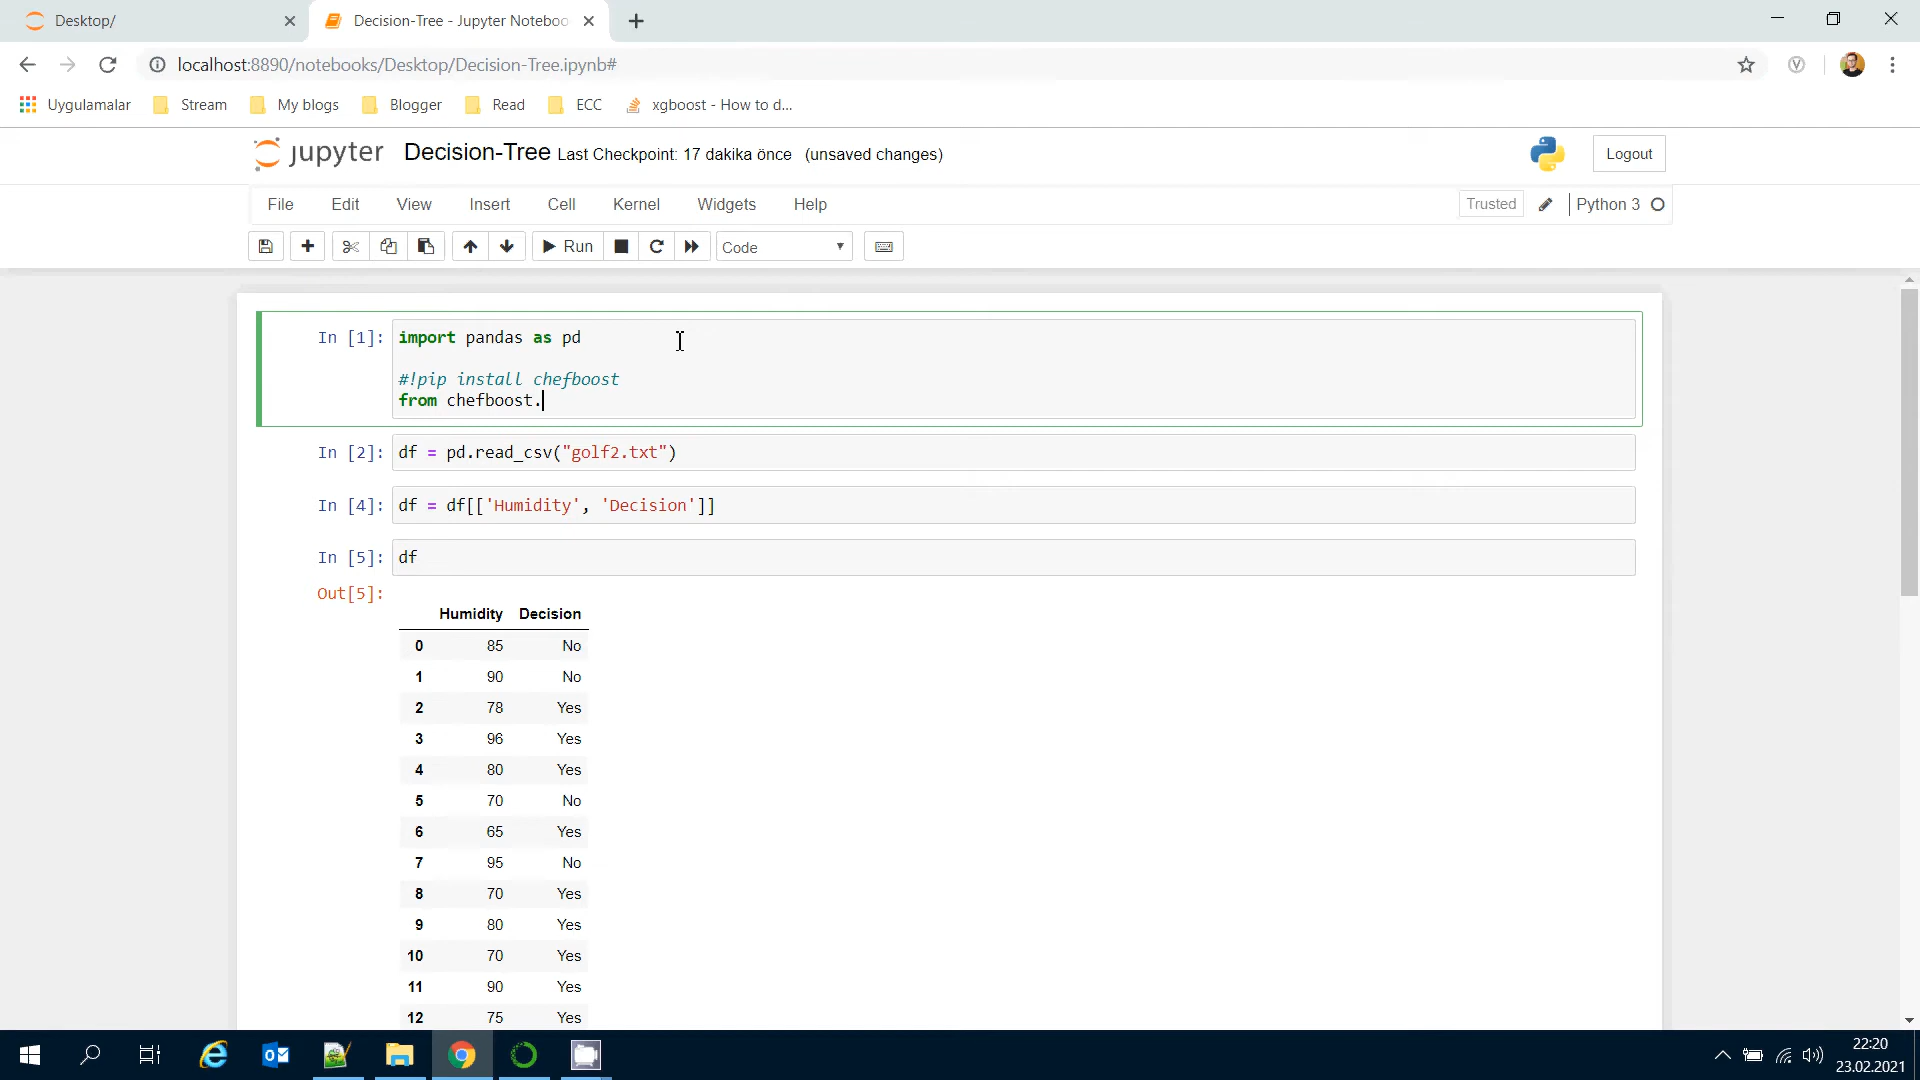 Desktop/
Decision-Tree - Jupyter Noteboo
localhost:8890/notebooks/Desktop/Decision-Tree.ipynb#
Uygulamalar Stream My blogs Blogger Read ECC xgboost - How to d...
jupyter Decision-Tree Last Checkpoint: 17 dakika önce (unsaved changes) Logout
File Edit View Insert Cell Kernel Widgets Help Trusted Python 3
Run Code
In [1]: import pandas as pd
#!pip install chefboost
from chefboost.
In [2]: df = pd.read_csv("golf2.txt")
In [4]: df = df[['Humidity', 'Decision']]
In [5]: df
Out[5]:
Humidity Decision
0 85 No
1 90 No
2 78 Yes
3 96 Yes
4 80 Yes
5 70 No
6 65 Yes
7 95 No
8 70 Yes
9 80 Yes
10 70 Yes
11 90 Yes
12 75 Yes
22:20
23.02.2021